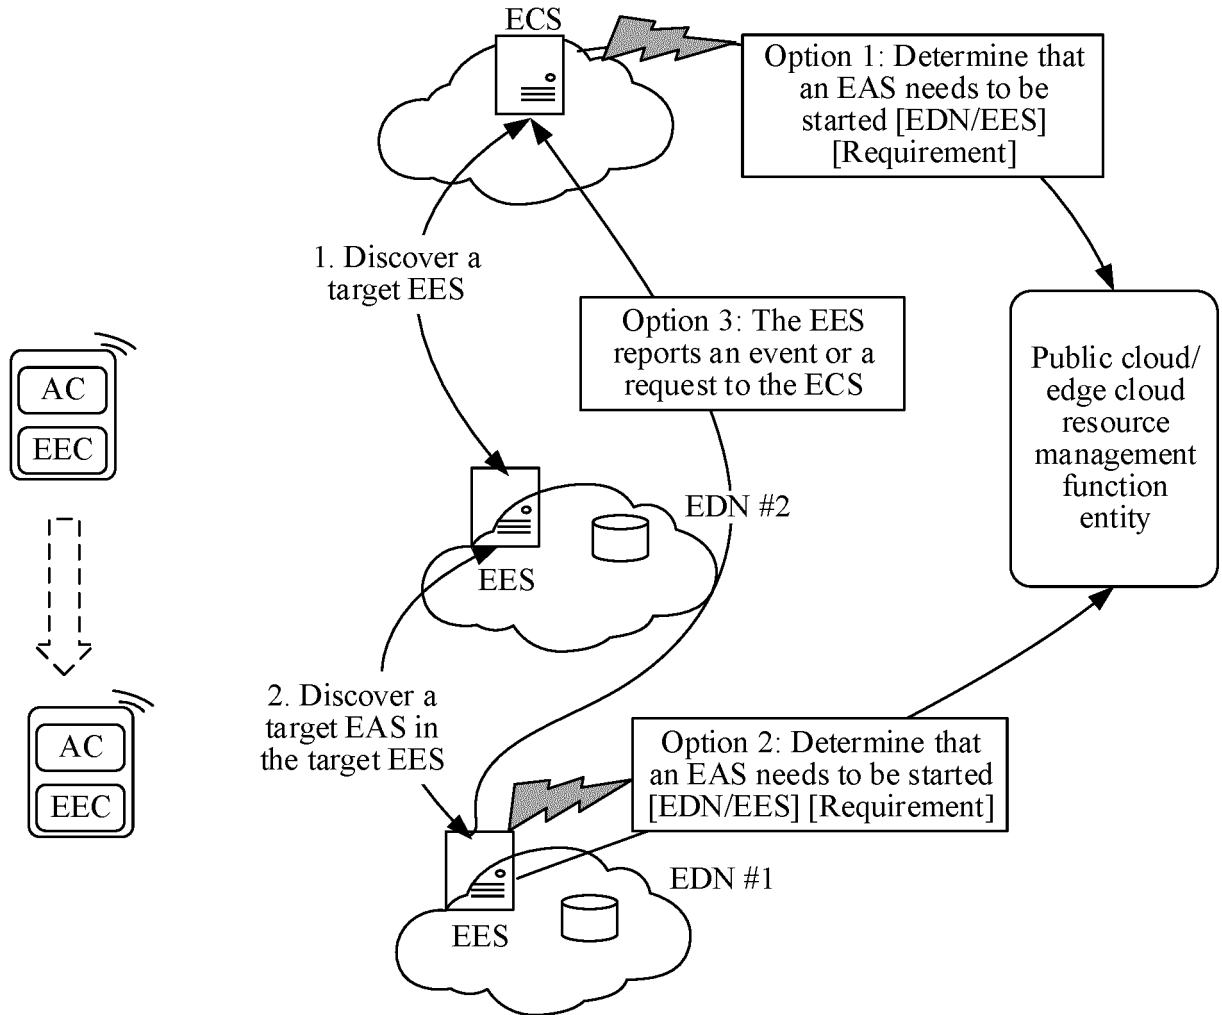 ECS
Option 1: Determine that
an EAS needs to be
started [EDN/EES]
[Requirement]
1. Discover a
target EES
Option 3: The EES
reports an event or a
request to the ECS
Public cloud/
edge cloud
resource
management
function
entity
AC
EEC
EDN #2
EES
2. Discover a
target EAS in
the target EES
AC
EEC
Option 2: Determine that
an EAS needs to be started
[EDN/EES] [Requirement]
EDN #1
EES